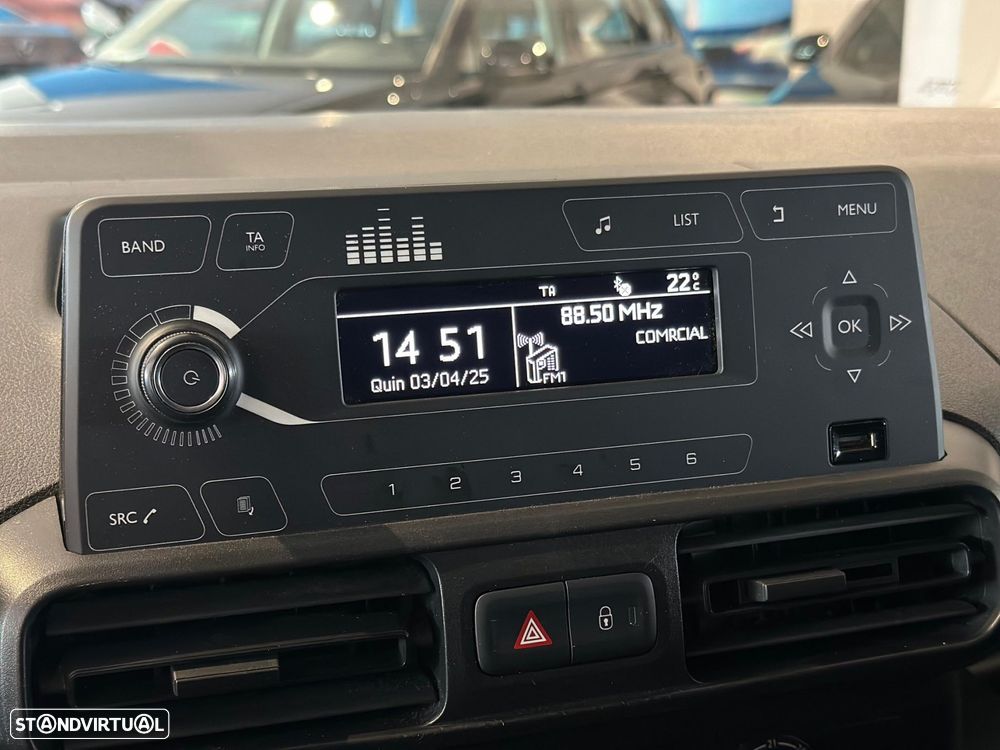 BAND
TA
INFO
LIST
MENU
TA
22°C
14 51
88.50 MHz
COMRCIAL
Quin 03/04/25
FM1
OK
1 2 3 4 5 6
SRC
STANDVIRTUAL
21